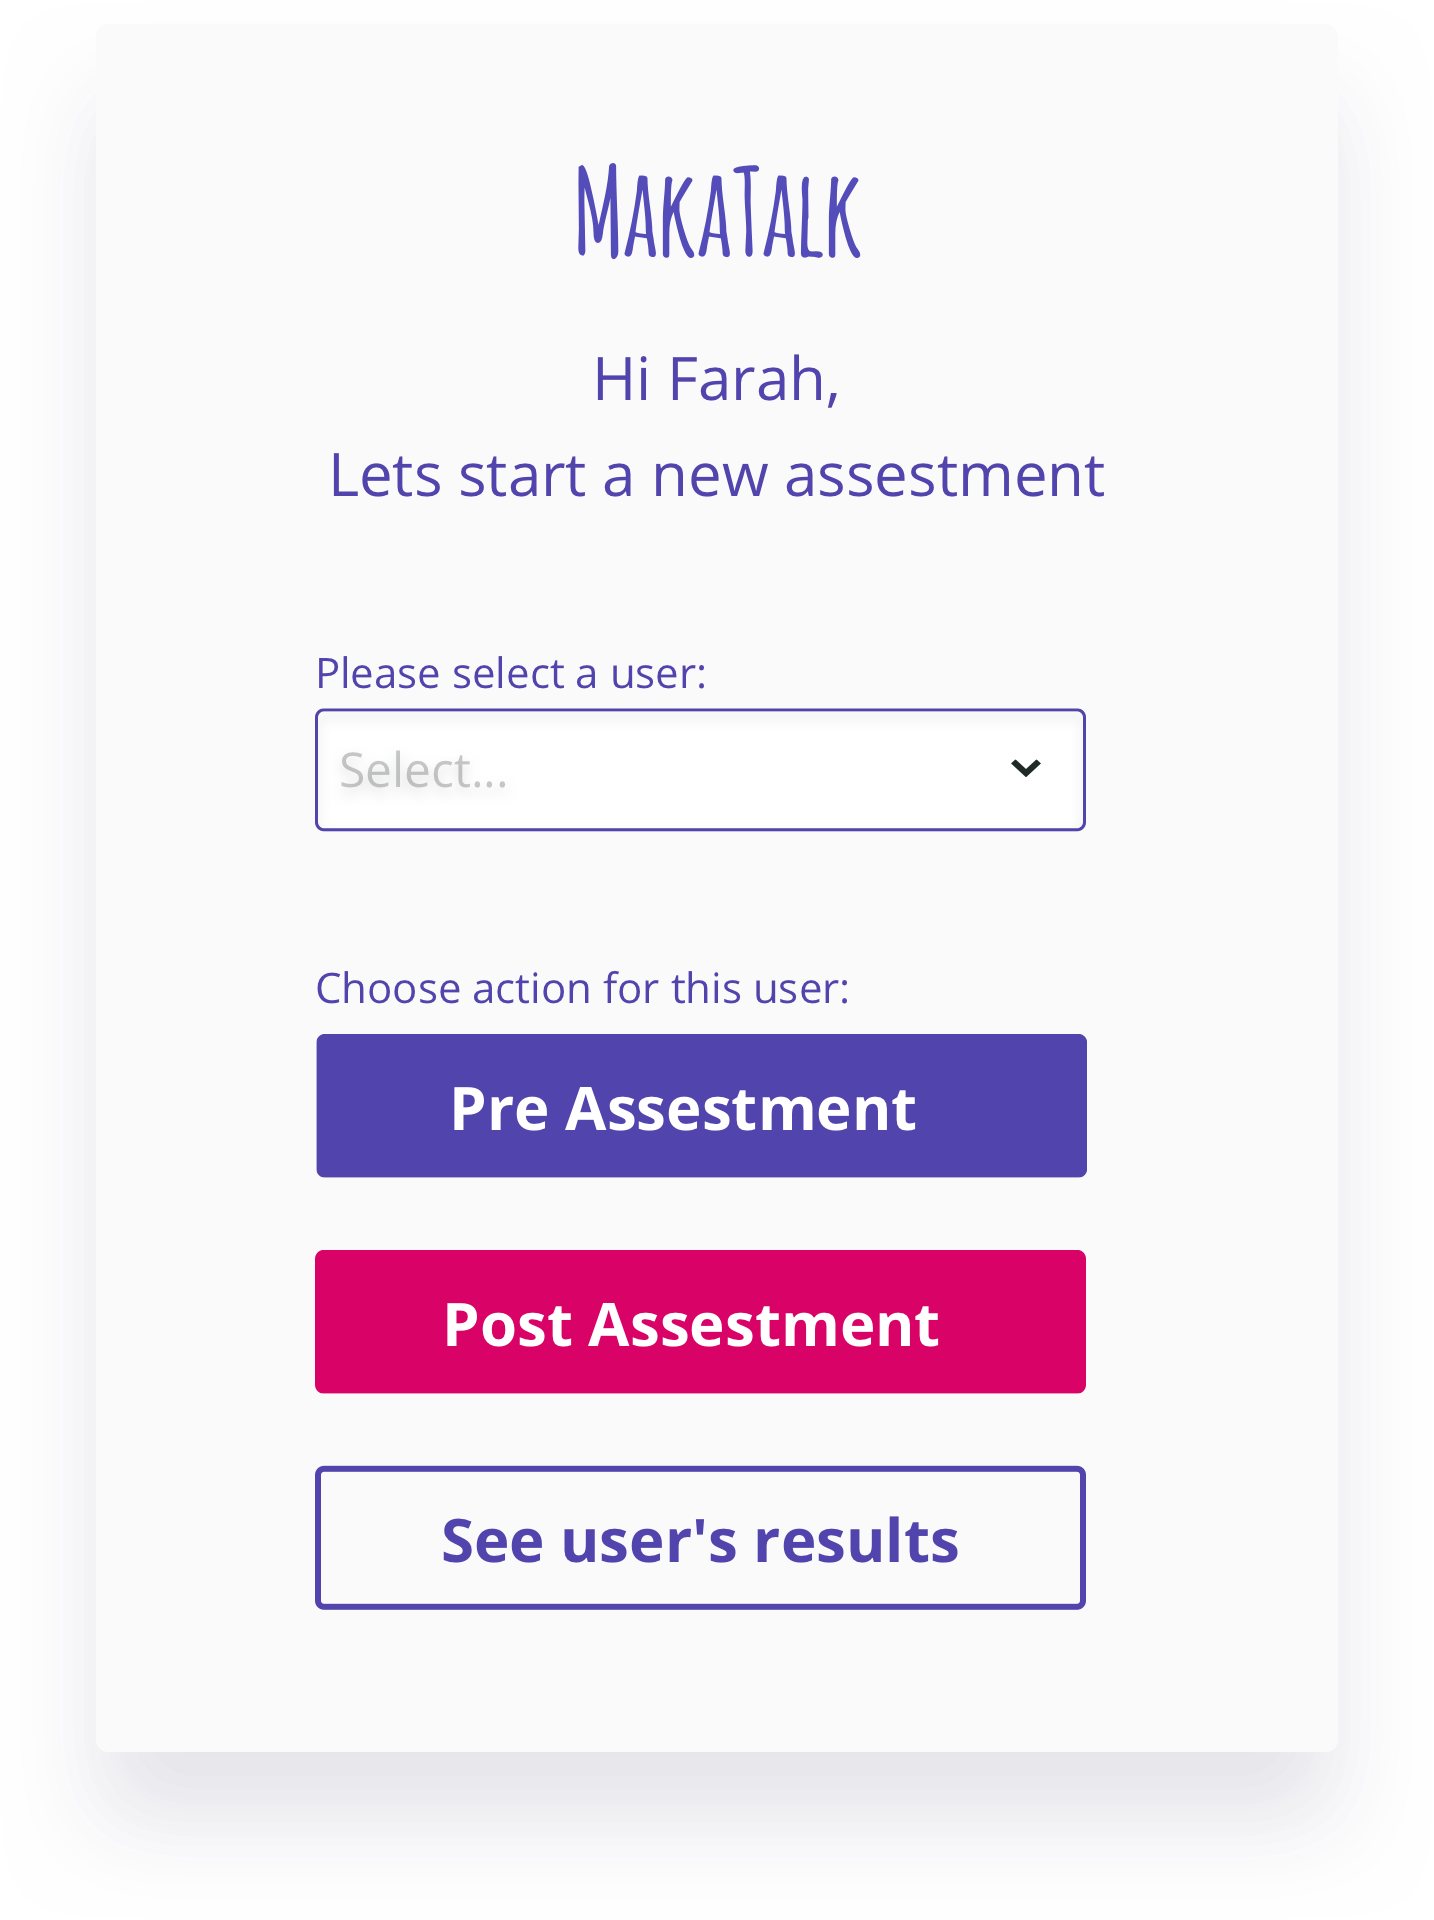 MakaTalk
Hi Farah,
Lets start a new assestment
Please select a user:
Select...
Choose action for this user:
Pre Assestment
Post Assestment
See user's results